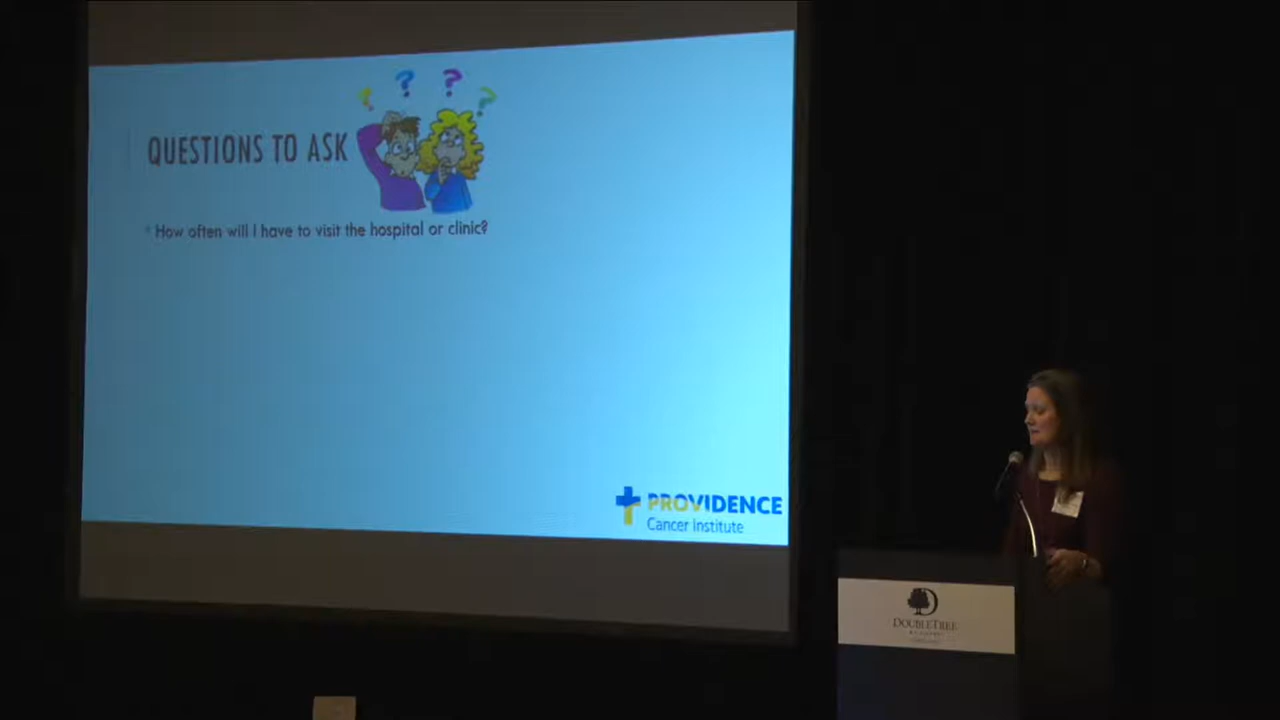 ? ? ? ?
QUESTIONS TO ASK
How often will I have to visit the hospital or clinic?
PROVIDENCE
Cancer Institute
DOUBLETREE